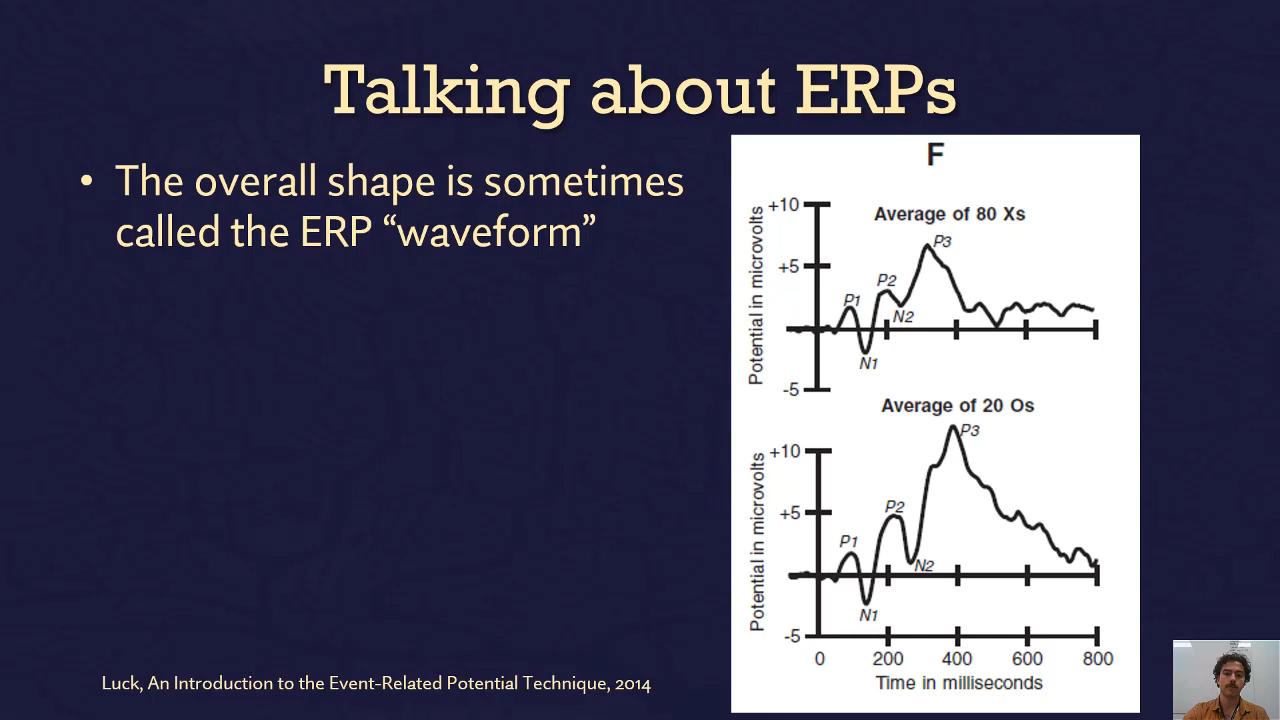 Talking about ERPs
• The overall shape is sometimes
called the ERP “waveform”
F
Average of 80 Xs
Potential in microvolts
+10
+5
-5
P1
N1
P2
N2
P3
Average of 20 Os
Potential in microvolts
+10
+5
-5
P1
N1
P2
N2
P3
0 200 400 600 800
Time in milliseconds
Luck, An Introduction to the Event-Related Potential Technique, 2014